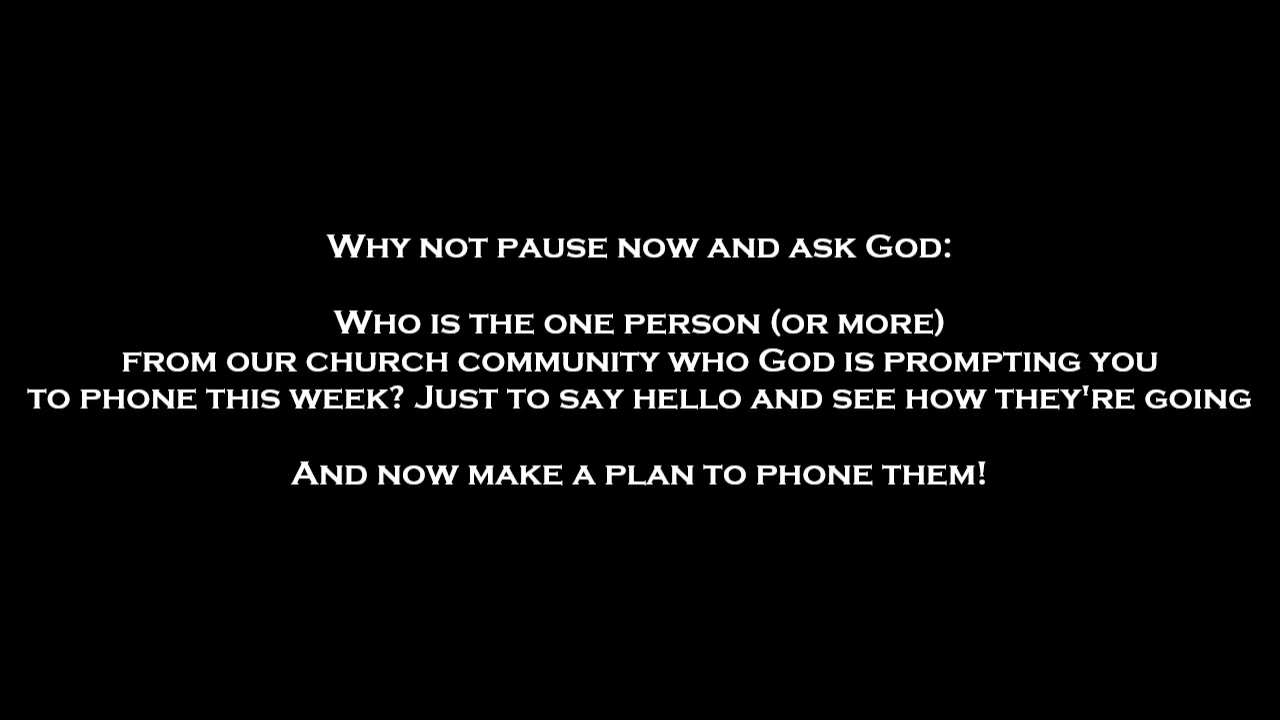 Why not pause now and ask God:
Who is the one person (or more)
from our church community who God is prompting you
to phone this week? Just to say hello and see how they're going
And now make a plan to phone them!